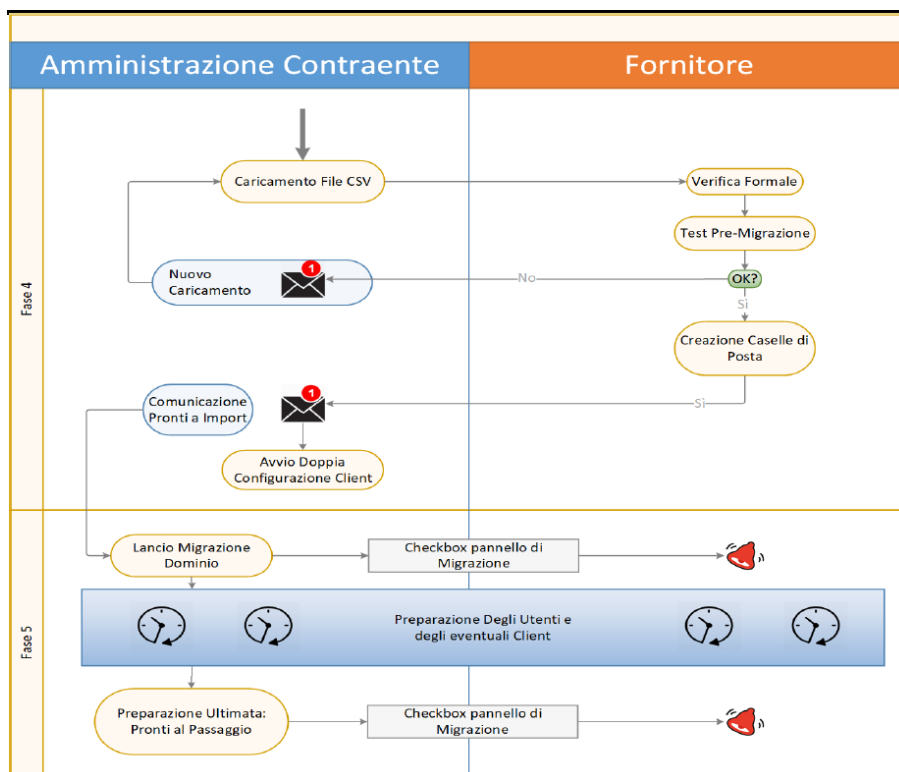 Amministrazione Contraente
Fornitore
Fase 4
Caricamento File CSV
Verifica Formale
Test Pre-Migrazione
Nuovo
Caricamento
1
No
OK?
Sì
Creazione Caselle di
Posta
Comunicazione
Pronti a Import
1
Sì
Avvio Doppia
Configurazione Client
Fase 5
Lancio Migrazione
Dominio
Checkbox pannello di
Migrazione
Preparazione Degli Utenti e
degli eventuali Client
Preparazione Ultimata:
Pronti al Passaggio
Checkbox pannello di
Migrazione